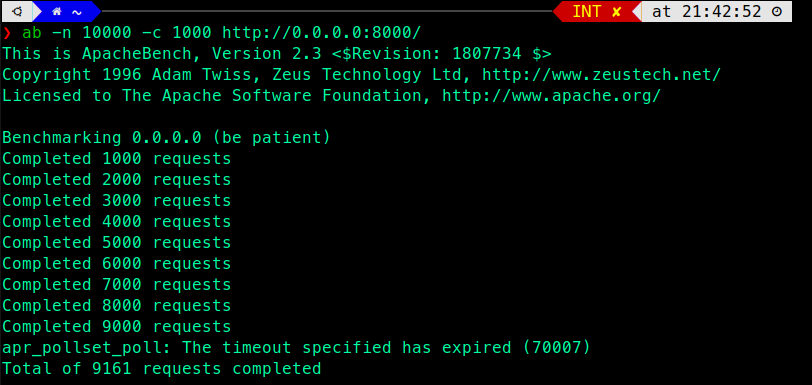 ~ INT ✘ at 21:42:52
❯ ab -n 10000 -c 1000 http://0.0.0.0:8000/
This is ApacheBench, Version 2.3 <$Revision: 1807734 $>
Copyright 1996 Adam Twiss, Zeus Technology Ltd, http://www.zeustech.net/
Licensed to The Apache Software Foundation, http://www.apache.org/
Benchmarking 0.0.0.0 (be patient)
Completed 1000 requests
Completed 2000 requests
Completed 3000 requests
Completed 4000 requests
Completed 5000 requests
Completed 6000 requests
Completed 7000 requests
Completed 8000 requests
Completed 9000 requests
apr_pollset_poll: The timeout specified has expired (70007)
Total of 9161 requests completed